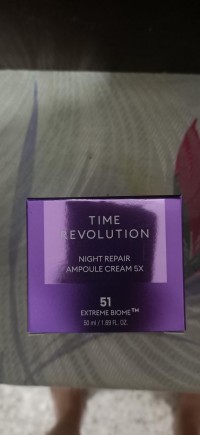 TIME
REVOLUTION
NIGHT REPAIR
AMPOULE CREAM 5X
51
EXTREME BIOME™
50 ml / 1.69 FL. OZ.